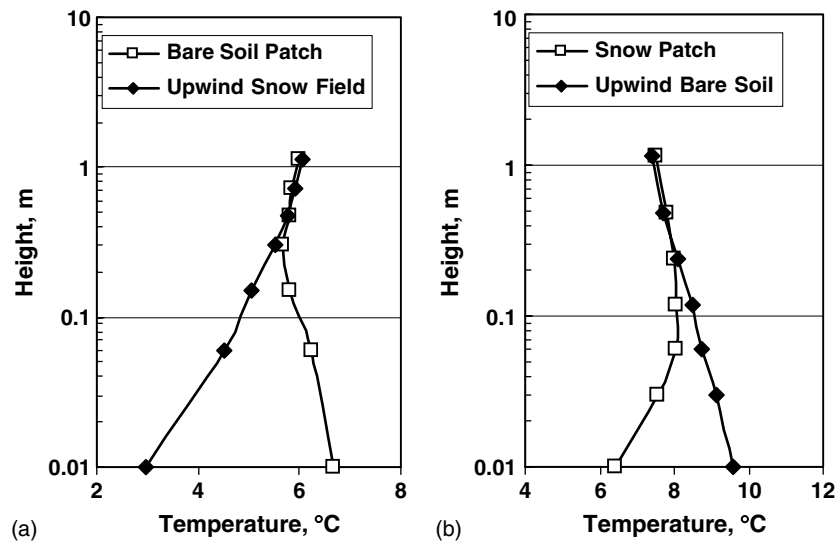 Bare Soil Patch
Upwind Snow Field
Height, m
10
1
0.1
0.01
2 4 6 8
Temperature, °C
(a)
Snow Patch
Upwind Bare Soil
Height, m
10
1
0.1
0.01
4 6 8 10 12
Temperature, °C
(b)